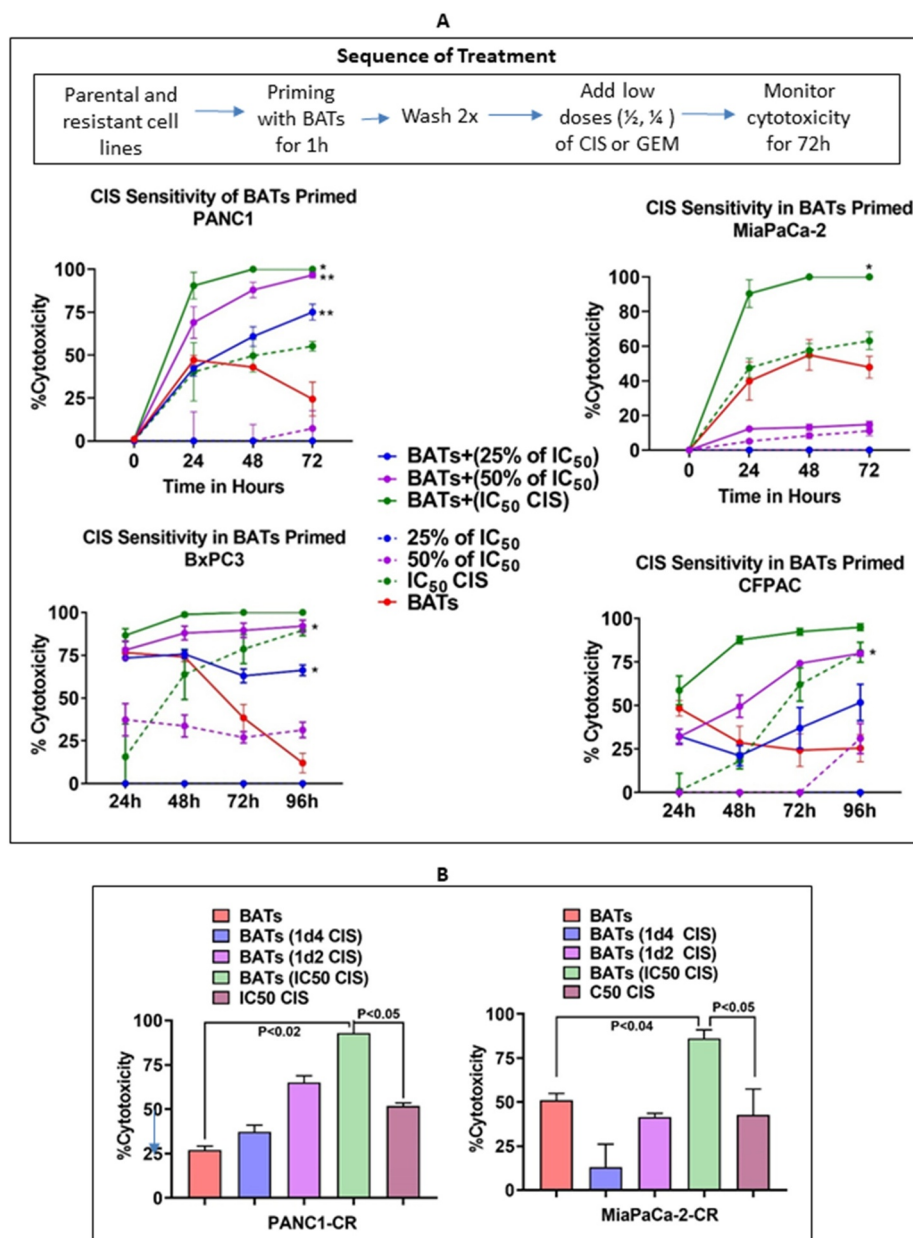 A
Sequence of Treatment
Parental and
resistant cell
lines
Priming
with BATs
for 1h
Wash 2x
Add low
doses (½, ¼ )
of CIS or GEM
Monitor
cytotoxicity
for 72h
CIS Sensitivity of BATs Primed
PANC1
%Cytotoxicity
100
75
50
25
0
0 24 48 72
Time in Hours
*
**
**
CIS Sensitivity in BATs Primed
MiaPaCa-2
%Cytotoxicity
100
80
60
40
20
0
0 24 48 72
Time in Hours
*
BATs+(25% of IC50)
BATs+(50% of IC50)
BATs+(IC50 CIS)
25% of IC50
50% of IC50
IC50 CIS
BATs
CIS Sensitivity in BATs Primed
BxPC3
% Cytotoxicity
100
75
50
25
0
24h 48h 72h 96h
*
*
CIS Sensitivity in BATs Primed
CFPAC
% Cytotoxicity
100
75
50
25
0
24h 48h 72h 96h
*
B
BATs
BATs (1d4 CIS)
BATs (1d2 CIS)
BATs (IC50 CIS)
IC50 CIS
P<0.02
P<0.05
%Cytotoxicity
100
75
50
25
0
PANC1-CR
BATs
BATs (1d4 CIS)
BATs (1d2 CIS)
BATs (IC50 CIS)
C50 CIS
P<0.04
P<0.05
%Cytotoxicity
100
75
50
25
0
MiaPaCa-2-CR